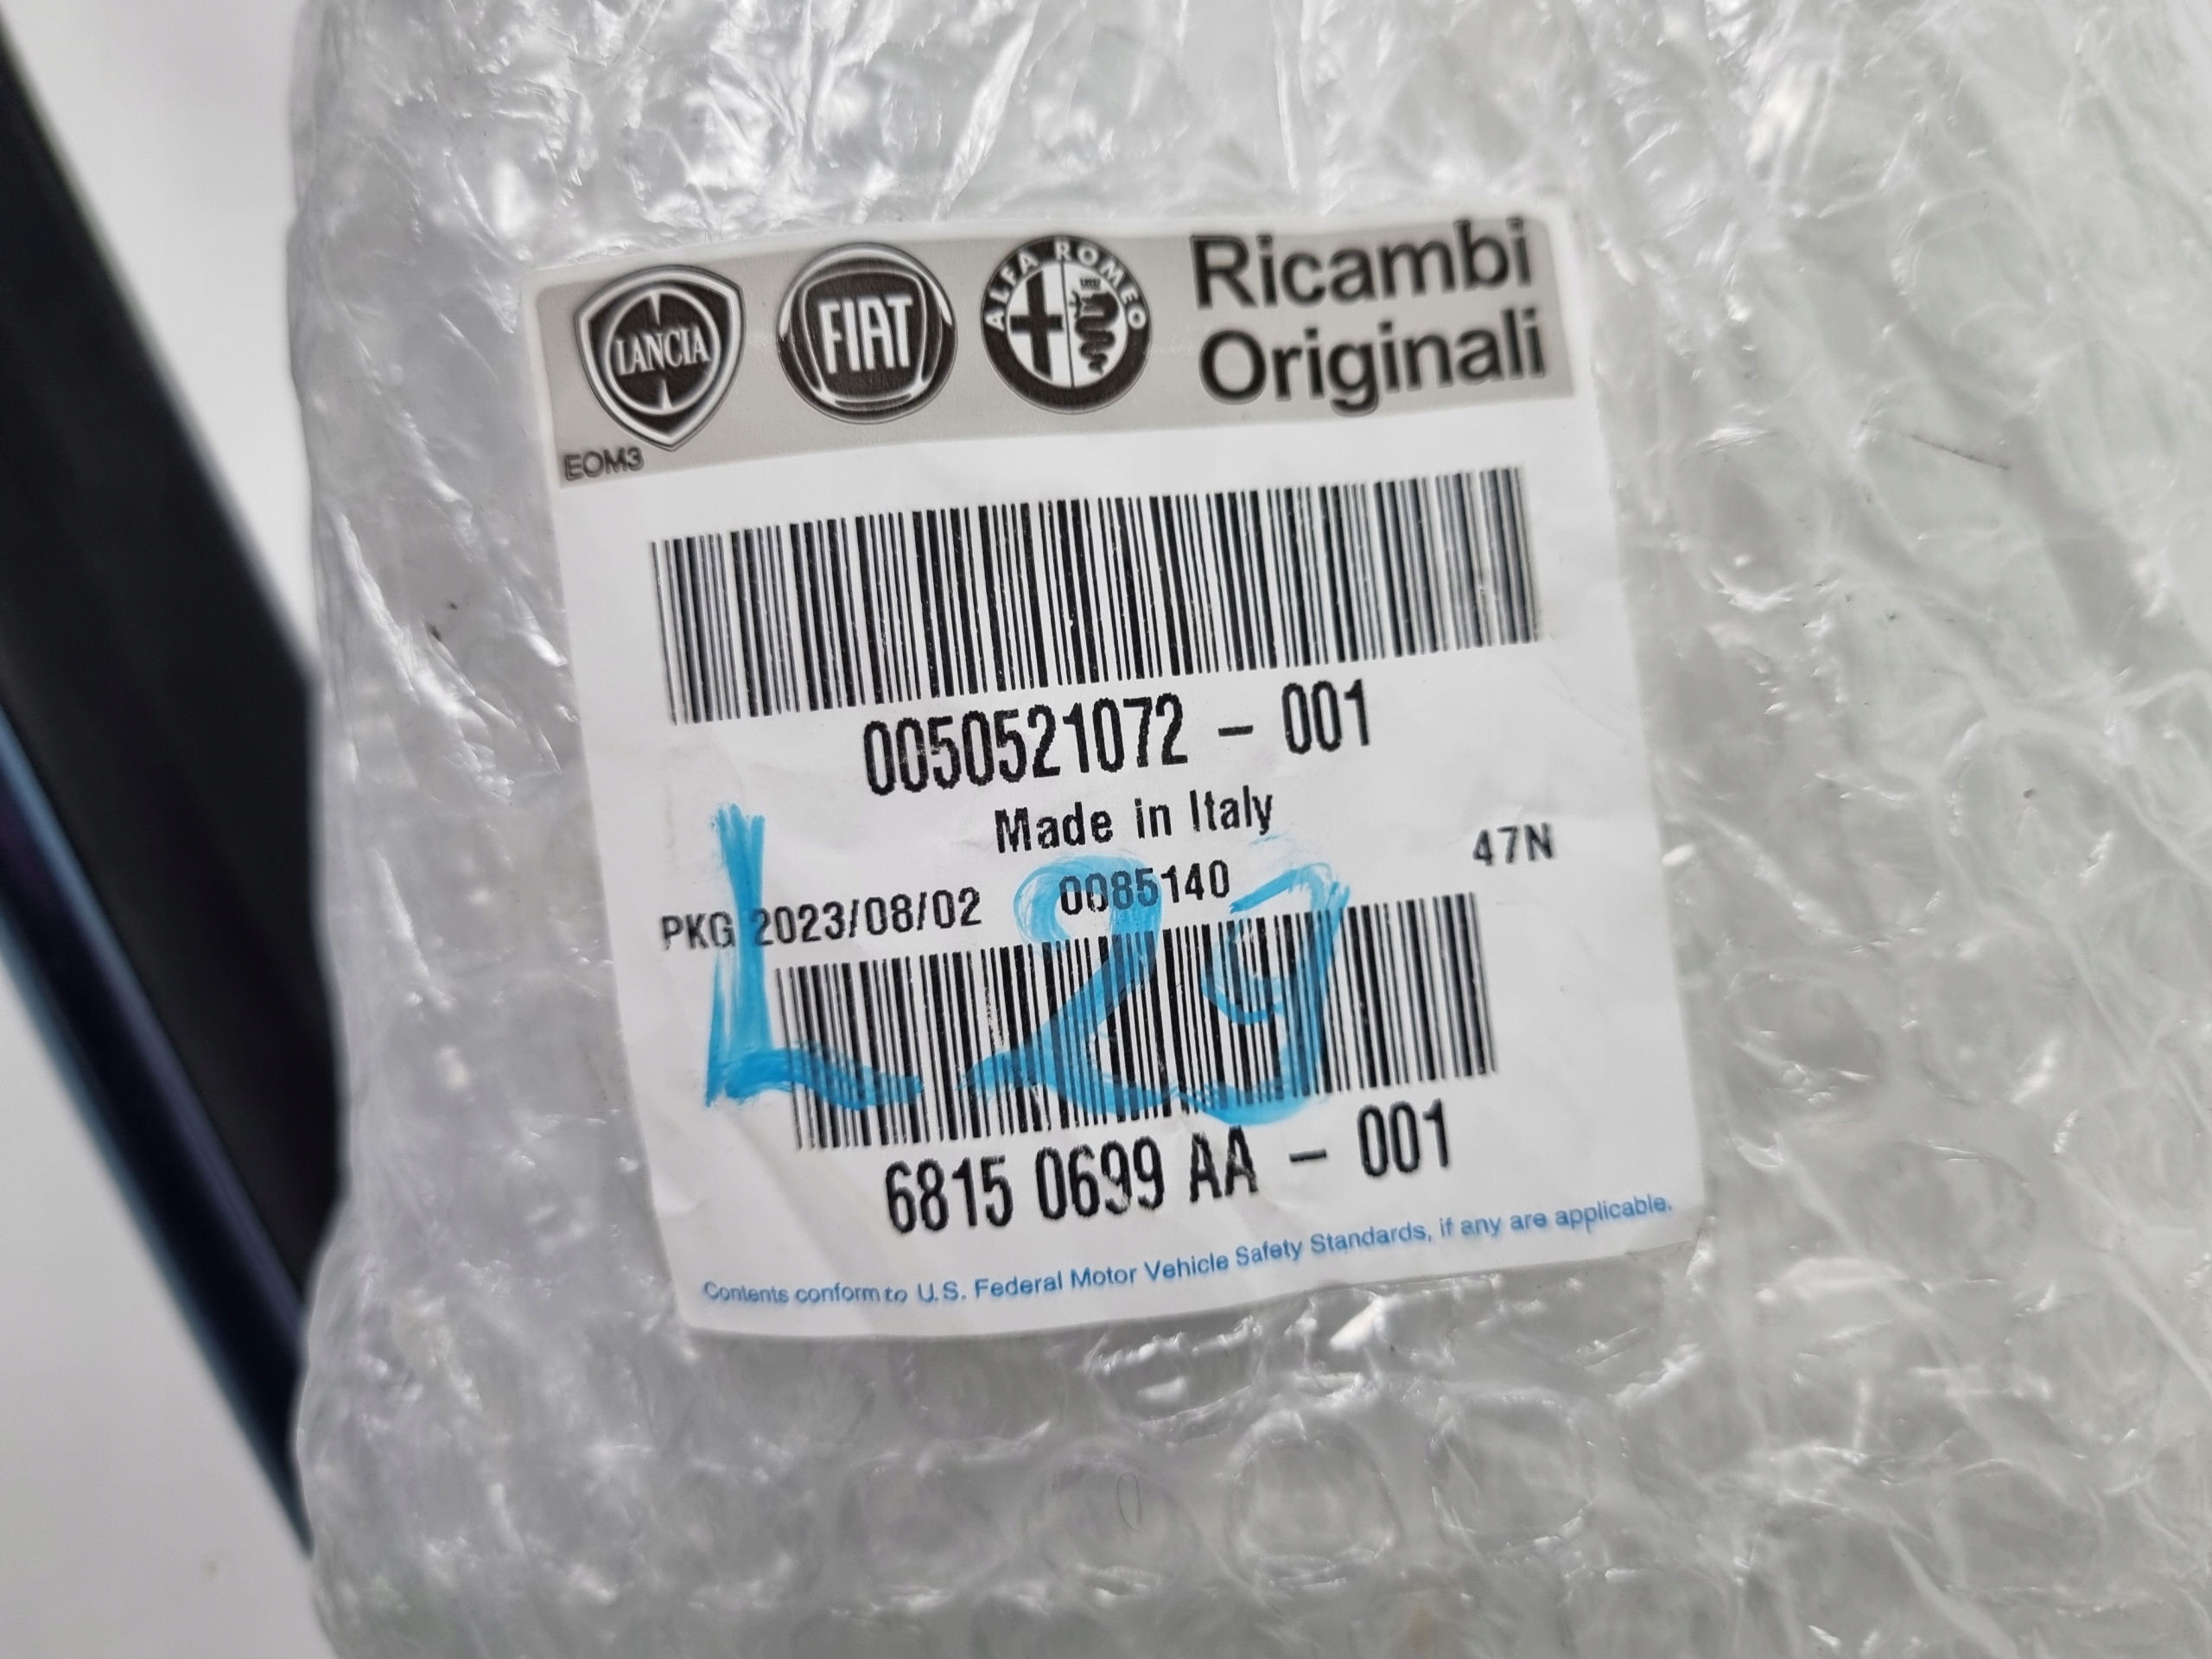 LANCIA
FIAT
ALFA ROMEO
Ricambi
Originali
EOM3
0050521072 - 001
Made in Italy
47N
PKG 2023/08/02 0085140
L 29
6815 0699 AA - 001
Contents conform to U.S. Federal Motor Vehicle Safety Standards, if any are applicable.